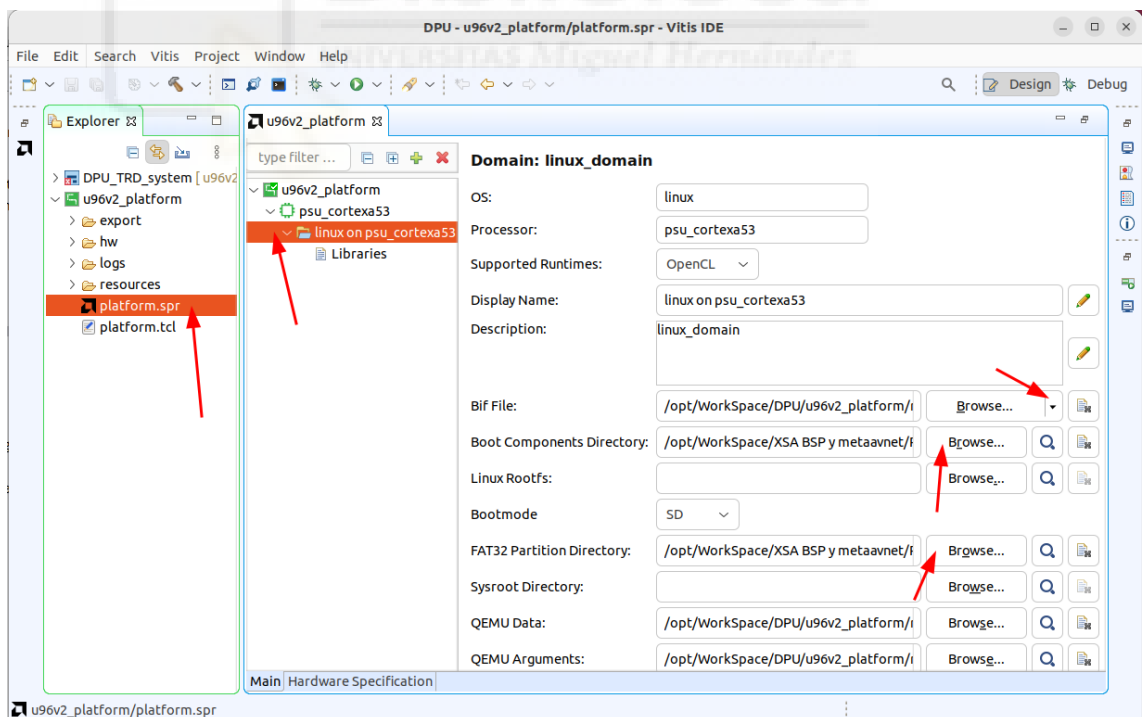 DPU - u96v2_platform/platform.spr - Vitis IDE
File Edit Search Vitis Project Window Help
UNIVERSITAS Miguel Hernández
Design Debug
Explorer
DPU_TRD_system [ u96v2
u96v2_platform
export
hw
logs
resources
platform.spr
platform.tcl
u96v2_platform
type filter ...
u96v2_platform
psu_cortexa53
linux on psu_cortexa53
Libraries
Domain: linux_domain
OS: linux
Processor: psu_cortexa53
Supported Runtimes: OpenCL
Display Name: linux on psu_cortexa53
Description: linux_domain
Bif File: /opt/WorkSpace/DPU/u96v2_platform/ Browse...
Boot Components Directory: /opt/WorkSpace/XSA BSP y metaavnet/ Browse...
Linux Rootfs: Browse...
Bootmode SD
FAT32 Partition Directory: /opt/WorkSpace/XSA BSP y metaavnet/ Browse...
Sysroot Directory: Browse...
QEMU Data: /opt/WorkSpace/DPU/u96v2_platform/ Browse...
QEMU Arguments: /opt/WorkSpace/DPU/u96v2_platform/ Browse...
Main Hardware Specification
u96v2_platform/platform.spr